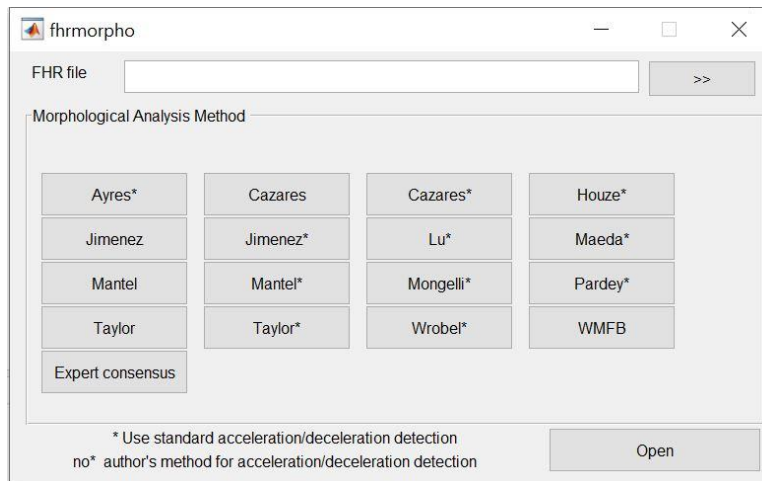 fhrmorpho
FHR file
>>
Morphological Analysis Method
Ayres* Cazares Cazares* Houze*
Jimenez Jimenez* Lu* Maeda*
Mantel Mantel* Mongelli* Pardey*
Taylor Taylor* Wrobel* WMFB
Expert consensus
* Use standard acceleration/deceleration detection
no* author's method for acceleration/deceleration detection
Open